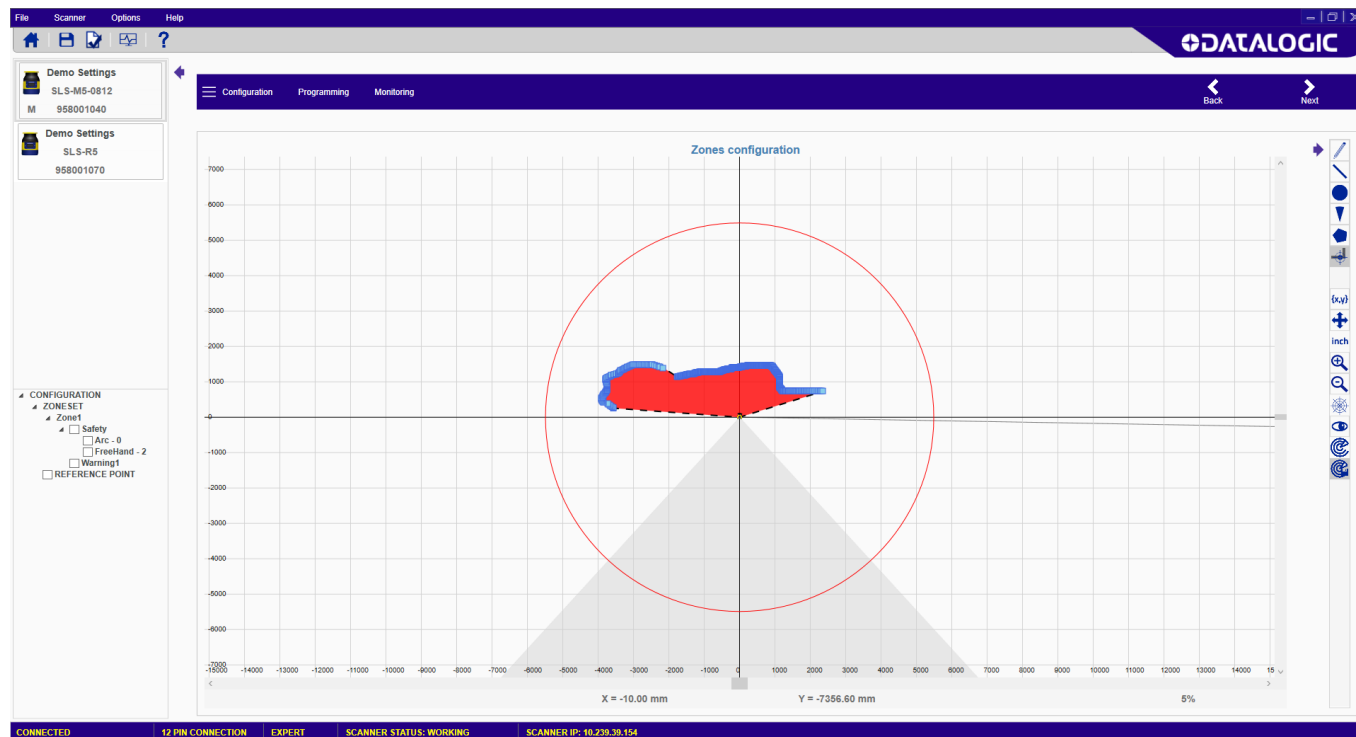 File Scanner Options Help
DATALOGIC
Demo Settings
SLS-M5-0812
M 958001040
Demo Settings
SLS-R5
958001070
Configuration Programming Monitoring Back Next
Zones configuration
7000
6000
5000
4000
3000
2000
1000
0
-1000
-2000
-3000
-4000
-5000
-6000
-7000
-15000 -14000 -13000 -12000 -11000 -10000 -9000 -8000 -7000 -6000 -5000 -4000 -3000 -2000 -1000 0 1000 2000 3000 4000 5000 6000 7000 8000 9000 10000 11000 12000 13000 14000 15
X = -10.00 mm Y = -7356.60 mm 5%
{x,y}
inch
CONFIGURATION
ZONESET
Zone1
Safety
Arc - 0
FreeHand - 2
Warning1
REFERENCE POINT
CONNECTED 12 PIN CONNECTION EXPERT SCANNER STATUS: WORKING SCANNER IP: 10.239.39.154